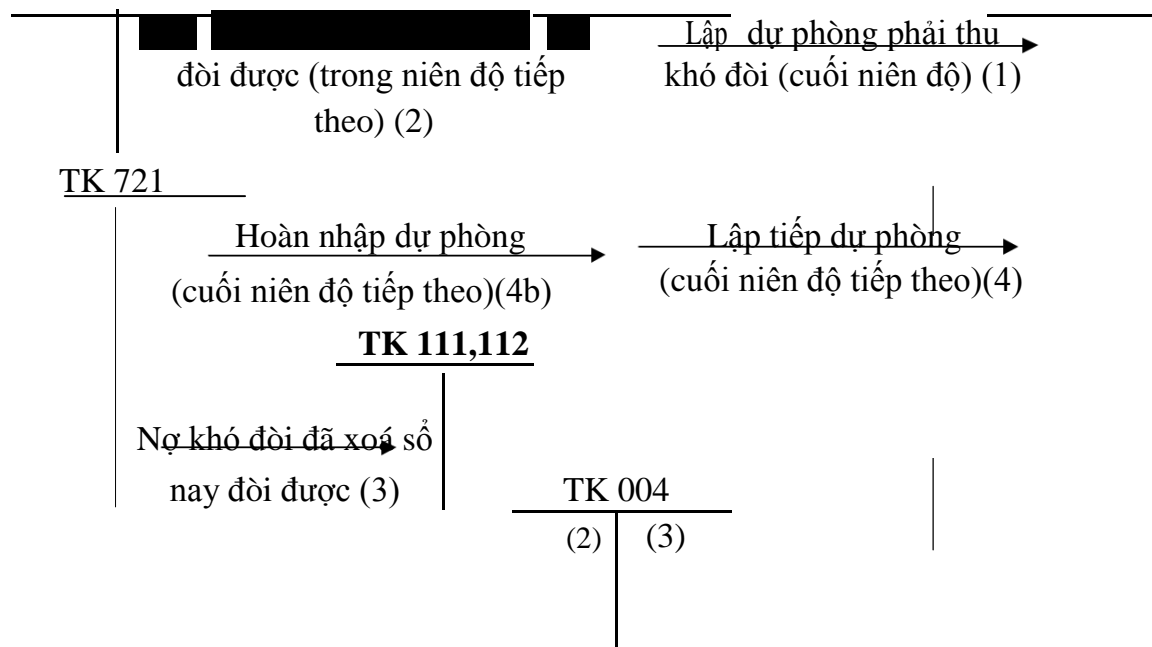 Lập dự phòng phải thu
đòi được (trong niên độ tiếp
khó đòi (cuối niên độ) (1)
theo) (2)
TK 721
Hoàn nhập dự phòng
Lập tiếp dự phòng
(cuối niên độ tiếp theo)(4b)
(cuối niên độ tiếp theo)(4)
TK 111,112
Nợ khó đòi đã xoá sổ
nay đòi được (3)
TK 004
(2) (3)